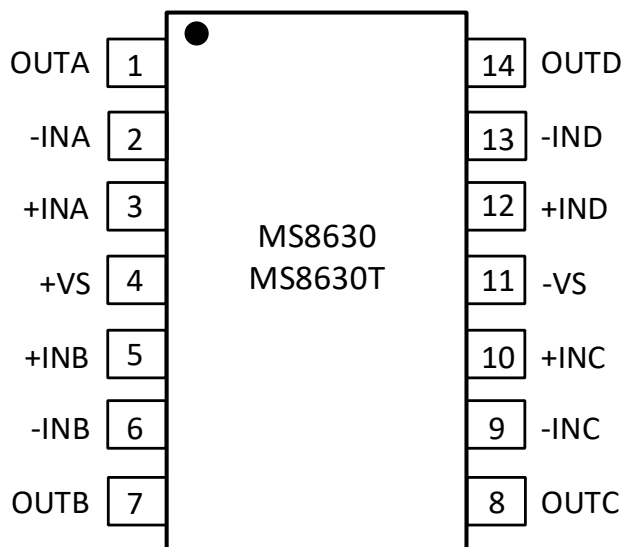 OUTA 1 14 OUTD
-INA 2 13 -IND
+INA 3 12 +IND
MS8630
MS8630T
+VS 4 11 -VS
+INB 5 10 +INC
-INB 6 9 -INC
OUTB 7 8 OUTC